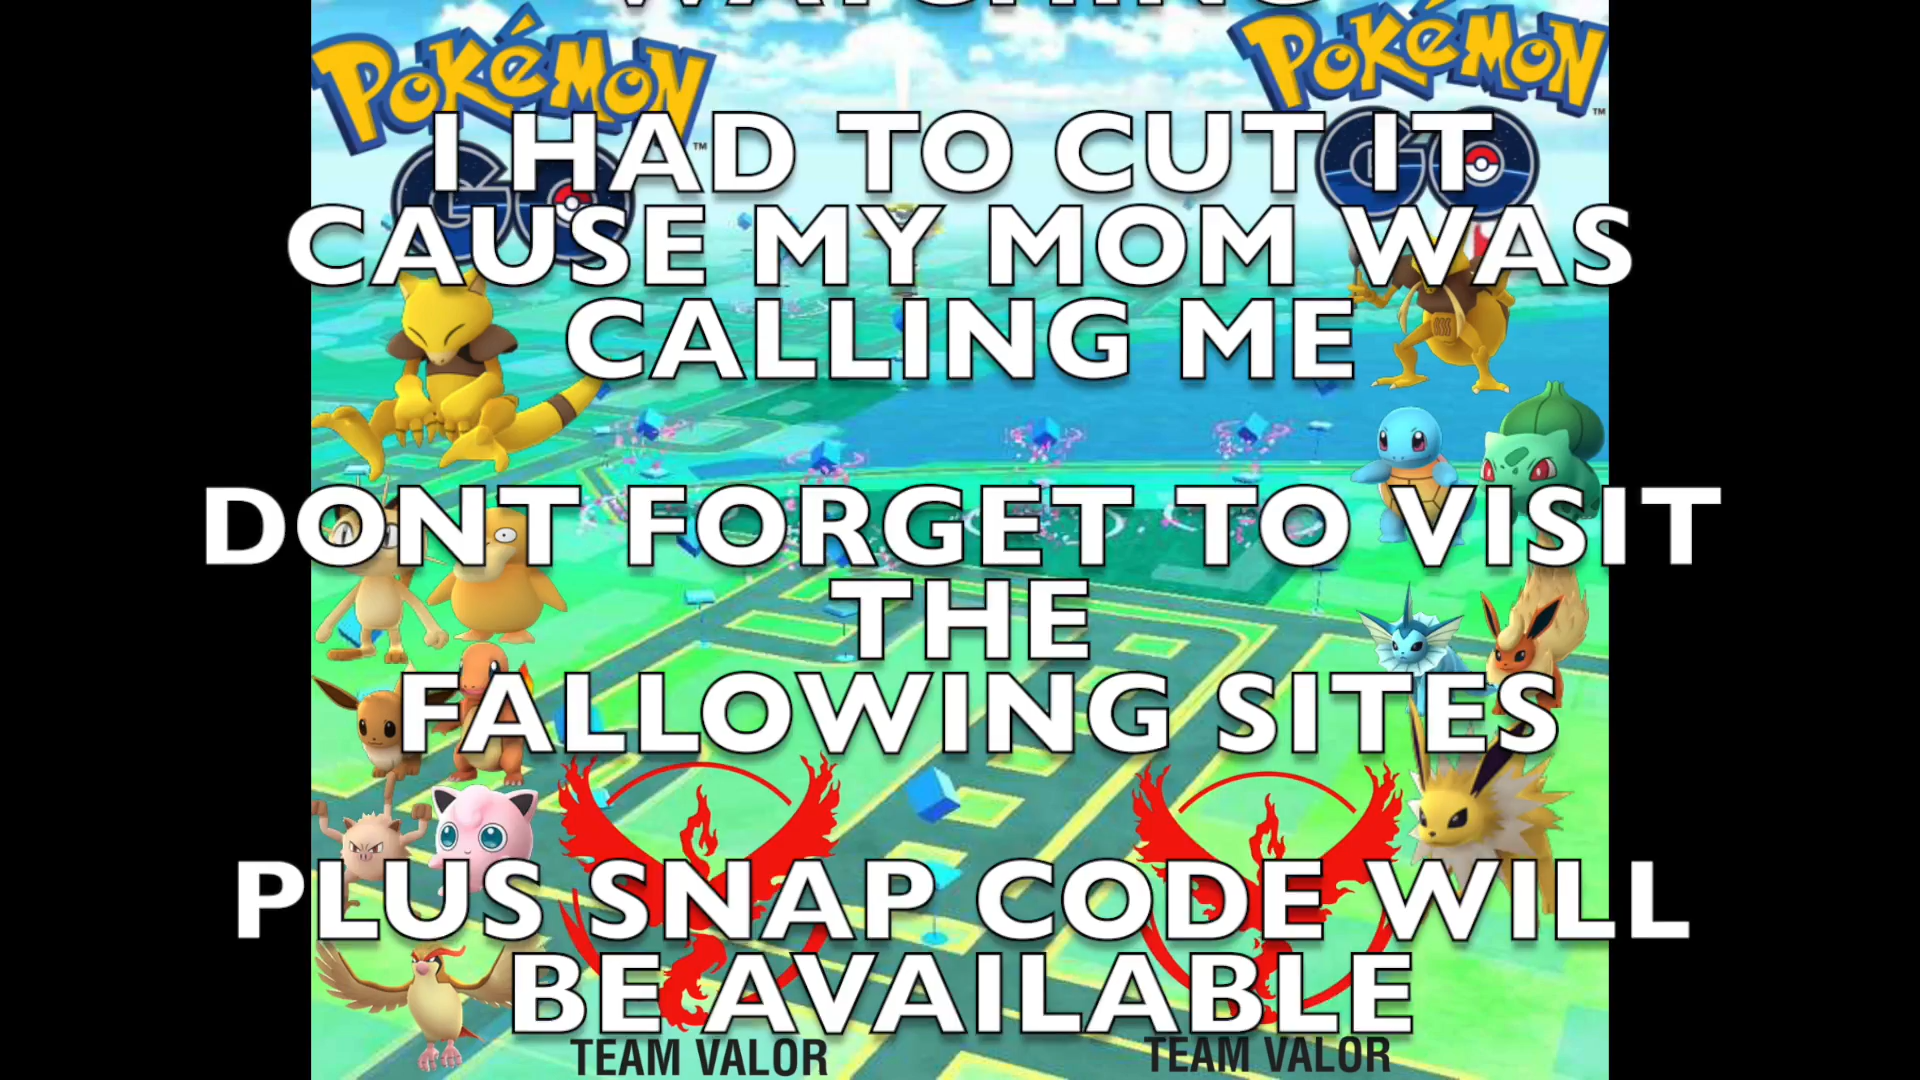 WATCHING
POKÉMON
GO
POKÉMON
GO
I HAD TO CUT IT
CAUSE MY MOM WAS
CALLING ME
DONT FORGET TO VISIT
THE
FALLOWING SITES
PLUS SNAP CODE WILL
BE AVAILABLE
TEAM VALOR
TEAM VALOR